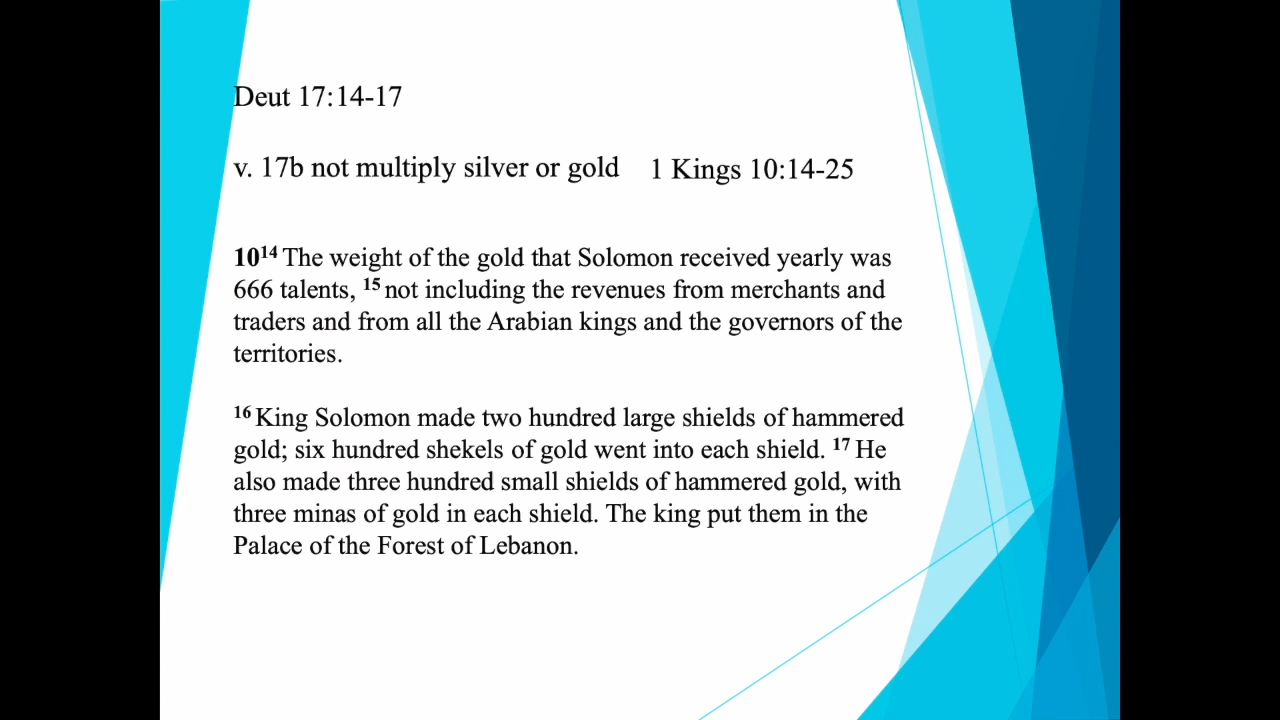 Deut 17:14-17
v. 17b not multiply silver or gold 1 Kings 10:14-25
10¹⁴ The weight of the gold that Solomon received yearly was
666 talents, ¹⁵ not including the revenues from merchants and
traders and from all the Arabian kings and the governors of the
territories.
¹⁶ King Solomon made two hundred large shields of hammered
gold; six hundred shekels of gold went into each shield. ¹⁷ He
also made three hundred small shields of hammered gold, with
three minas of gold in each shield. The king put them in the
Palace of the Forest of Lebanon.